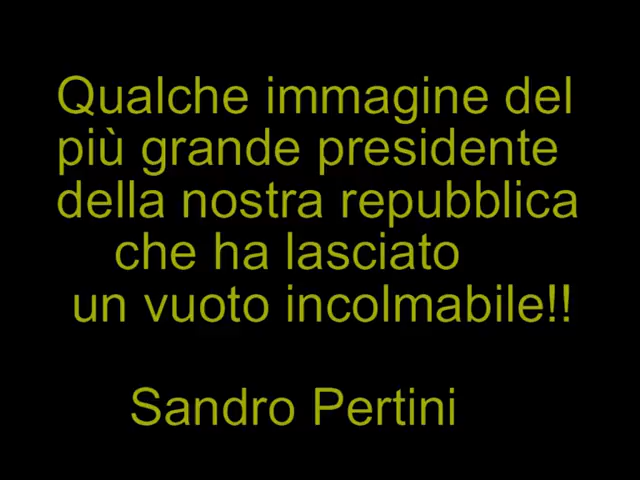 Qualche immagine del
più grande presidente
della nostra repubblica
che ha lasciato
un vuoto incolmabile!!
Sandro Pertini